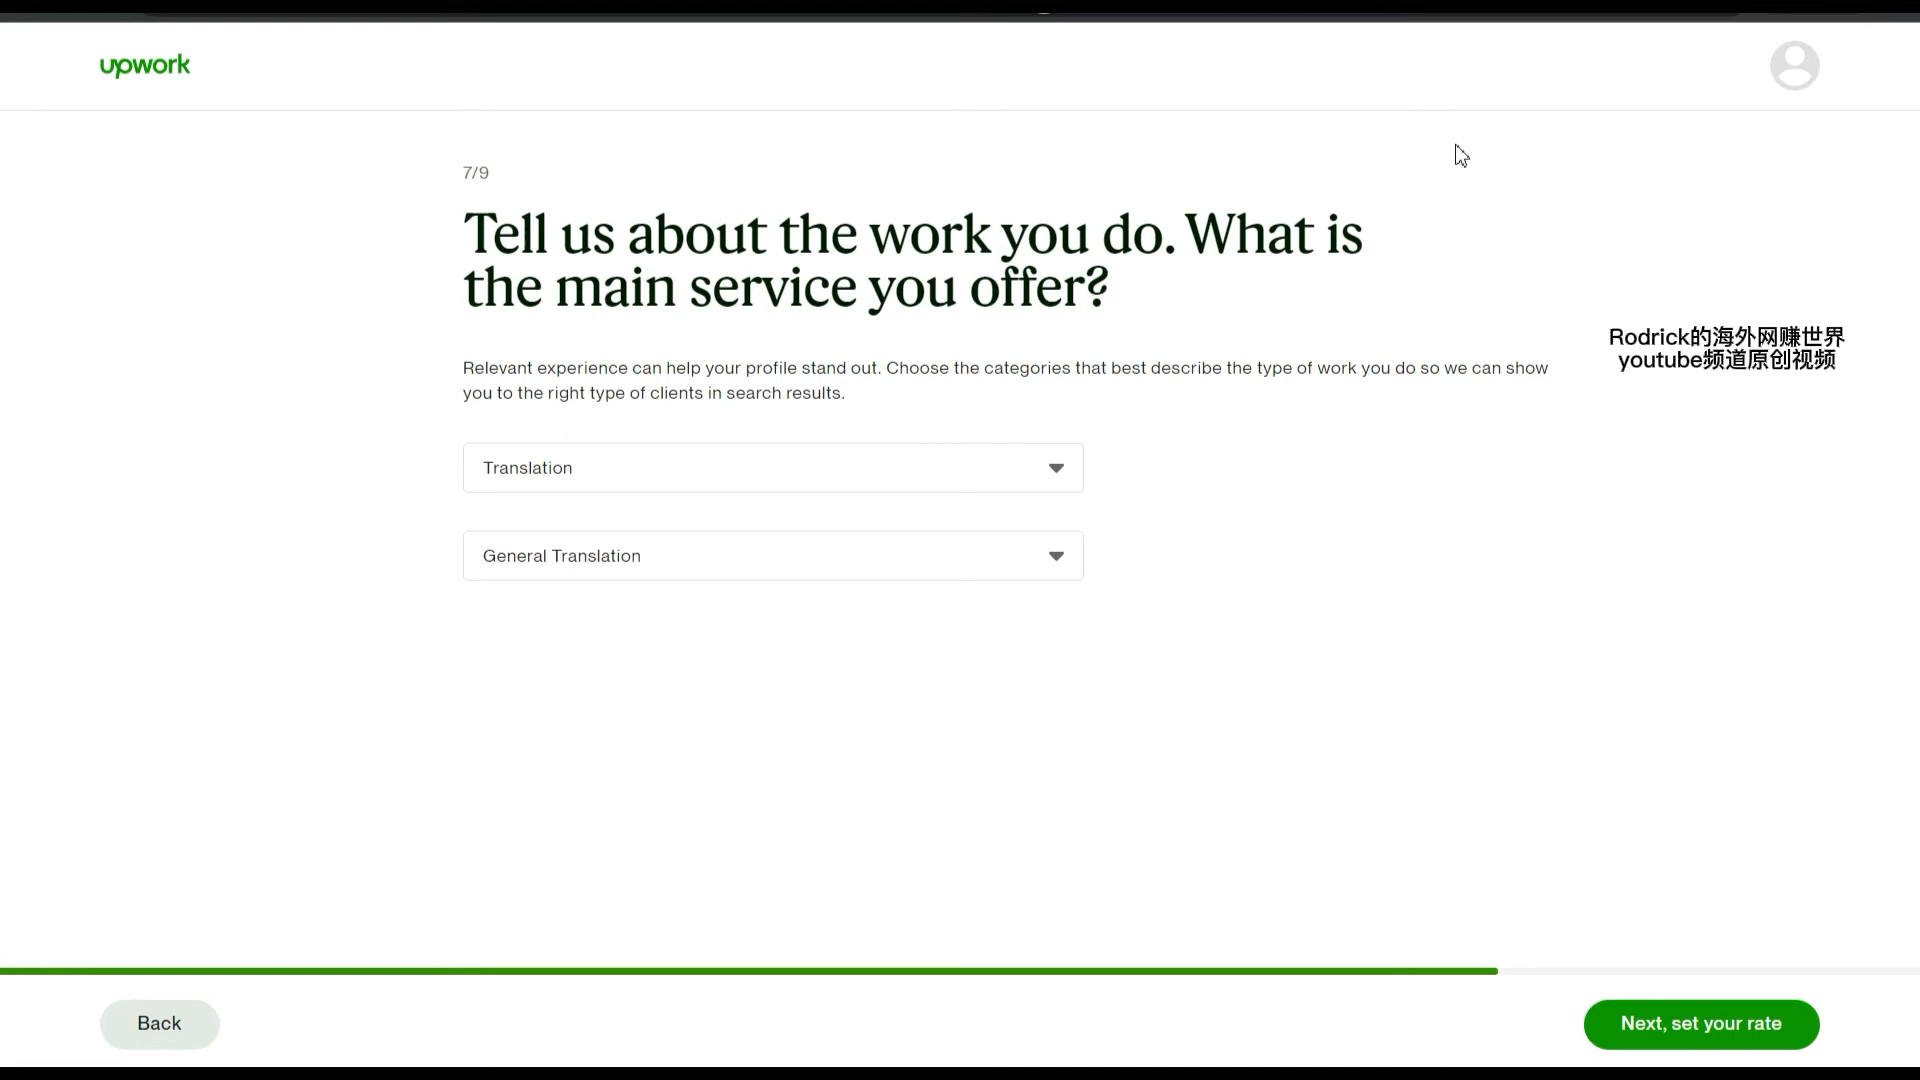 upwork
7/9
Tell us about the work you do. What is
the main service you offer?
Rodrick的海外网赚世界
youtube频道原创视频
Relevant experience can help your profile stand out. Choose the categories that best describe the type of work you do so we can show
you to the right type of clients in search results.
Translation
General Translation
Back
Next, set your rate